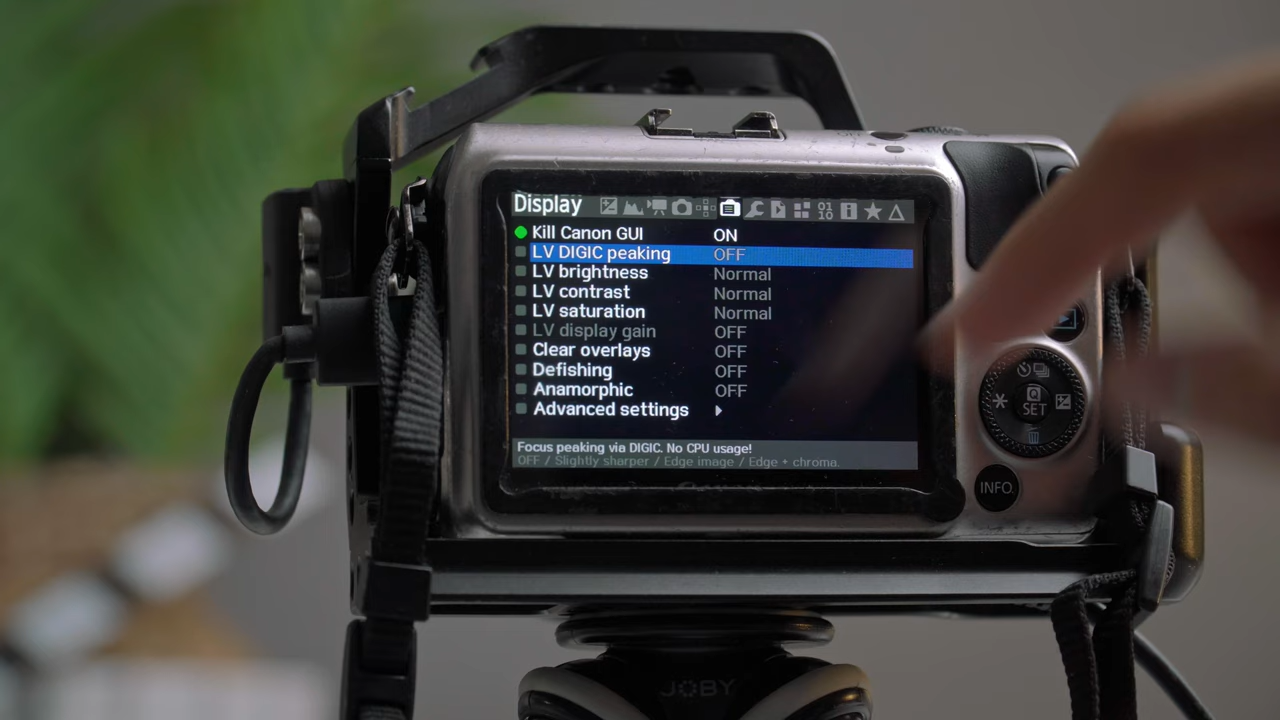 Display
Kill Canon GUI ON
LV DIGIC peaking OFF
LV brightness Normal
LV contrast Normal
LV saturation Normal
LV display gain OFF
Clear overlays OFF
Defishing OFF
Anamorphic OFF
Advanced settings
Focus peaking via DIGIC. No CPU usage!
OFF / Slightly sharper / Edge image / Edge + chroma.
Q
SET
INFO.
JOBY